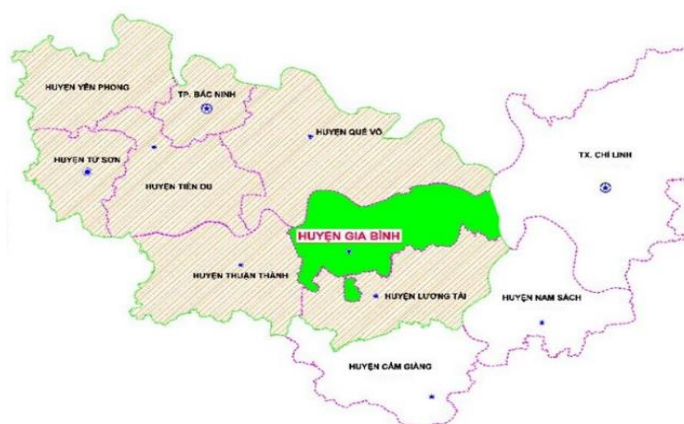 HUYỆN YÊN PHONG
TP. BẮC NINH
HUYỆN QUẾ VÕ
TX. CHÍ LINH
HUYỆN TỪ SƠN
HUYỆN TIÊN DU
HUYỆN GIA BÌNH
HUYỆN THUẬN THÀNH
HUYỆN LƯƠNG TÀI
HUYỆN NAM SÁCH
HUYỆN CẨM GIÀNG